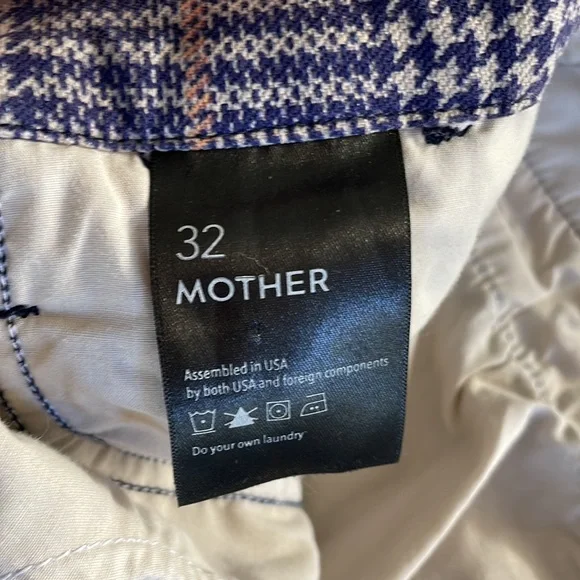 32
MOTHER
Assembled in USA
by both USA and foreign components
Do your own laundry